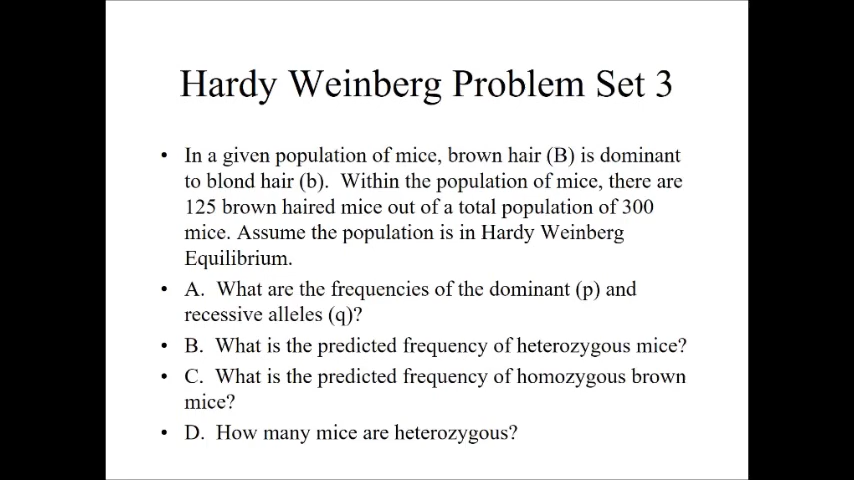 Hardy Weinberg Problem Set 3
• In a given population of mice, brown hair (B) is dominant
to blond hair (b).  Within the population of mice, there are
125 brown haired mice out of a total population of 300
mice. Assume the population is in Hardy Weinberg
Equilibrium.
• A.  What are the frequencies of the dominant (p) and
recessive alleles (q)?
• B.  What is the predicted frequency of heterozygous mice?
• C.  What is the predicted frequency of homozygous brown
mice?
• D.  How many mice are heterozygous?